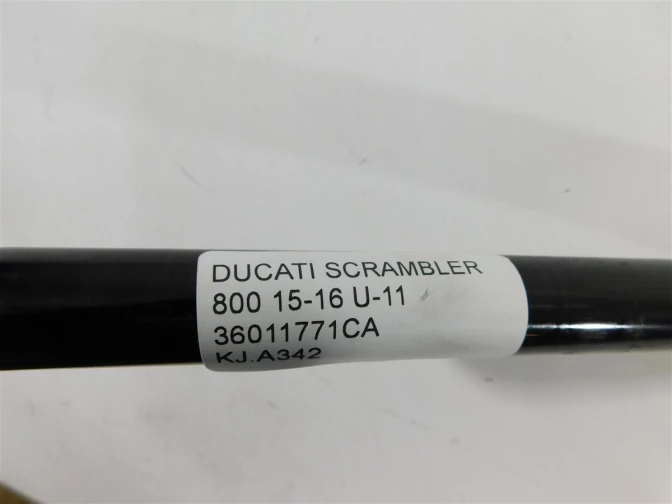 DUCATI SCRAMBLER
800 15-16 U-11
36011771CA
KJ.A342